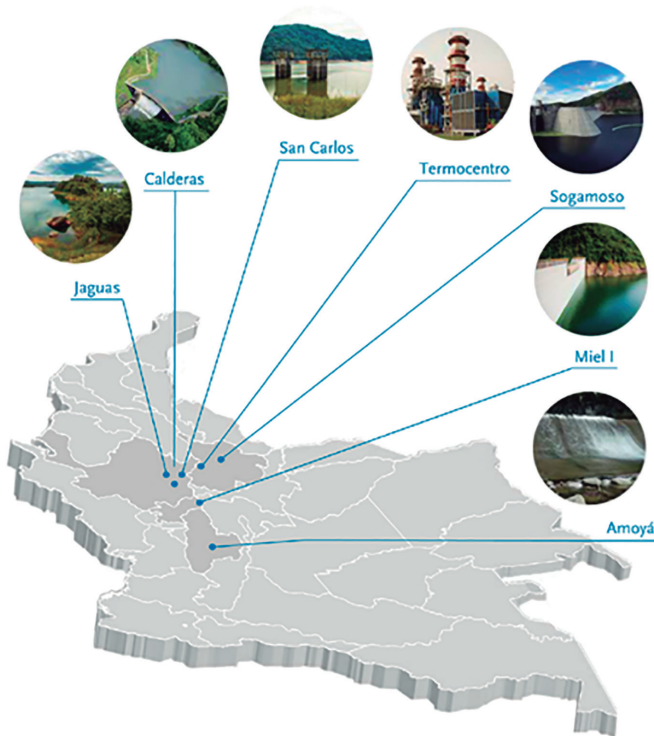 San Carlos
Termocentro
Calderas
Sogamoso
Jaguas
Miel I
Amoyá